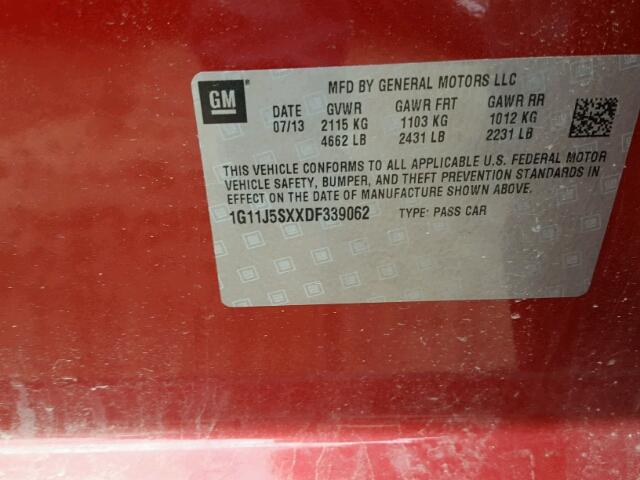 GM
MFD BY GENERAL MOTORS LLC
DATE GVWR GAWR FRT GAWR RR
07/13 2115 KG 1103 KG 1012 KG
4662 LB 2431 LB 2231 LB
THIS VEHICLE CONFORMS TO ALL APPLICABLE U.S. FEDERAL MOTOR
VEHICLE SAFETY, BUMPER, AND THEFT PREVENTION STANDARDS IN
EFFECT ON THE DATE OF MANUFACTURE SHOWN ABOVE.
1G11J5SXXDF339062 TYPE: PASS CAR